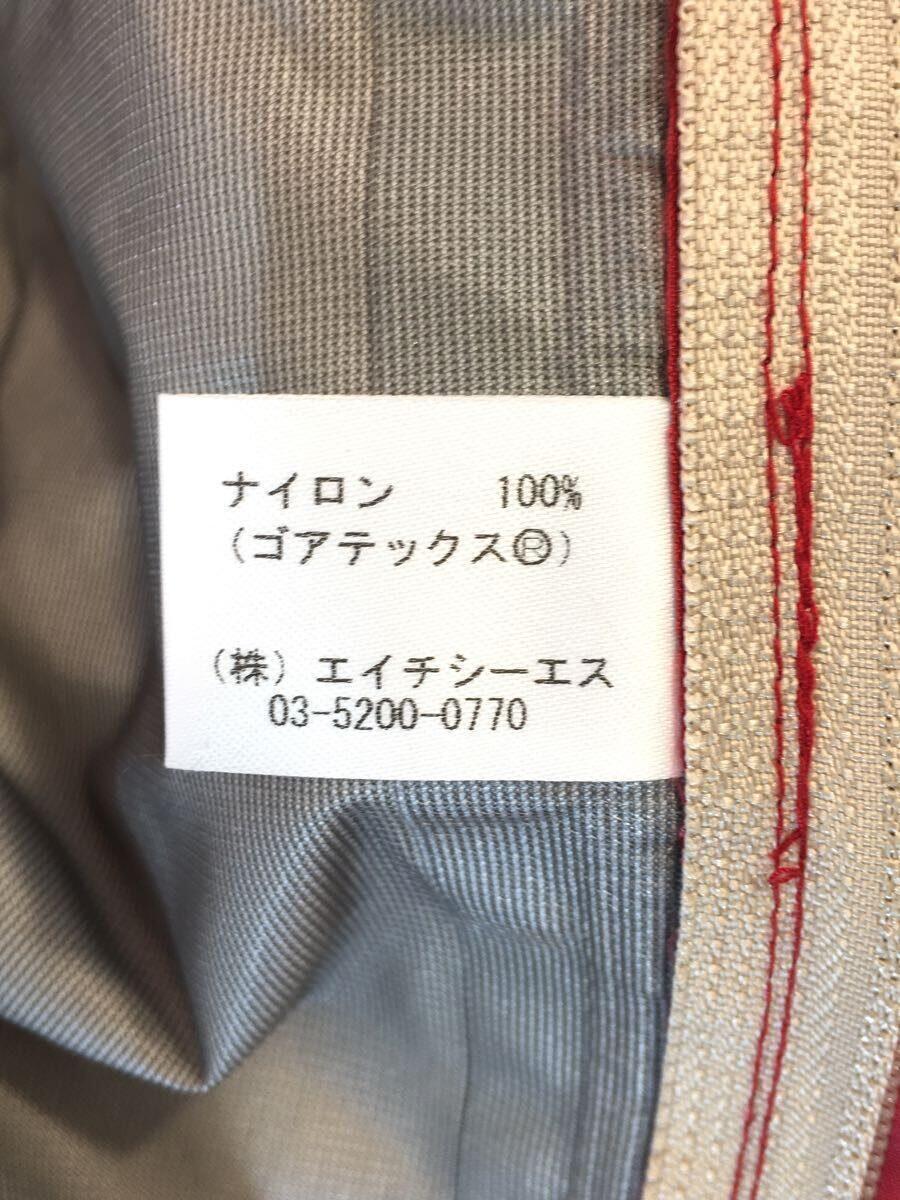 ナイロン 100%
(ゴアテックス®)
(株) エイチシーエス
03-5200-0770